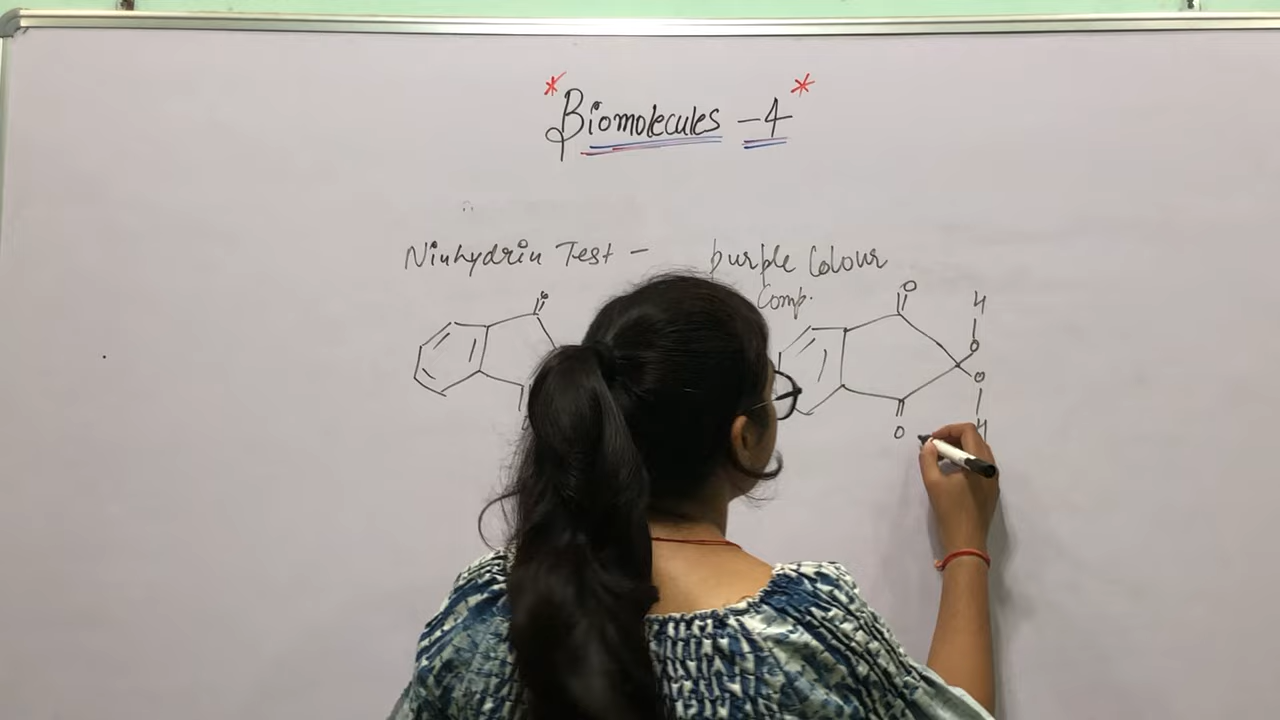 * Biomolecules - 4 *
Ninhydrin Test - purple Colour
Comp.
O
O
H
O
O
H
O